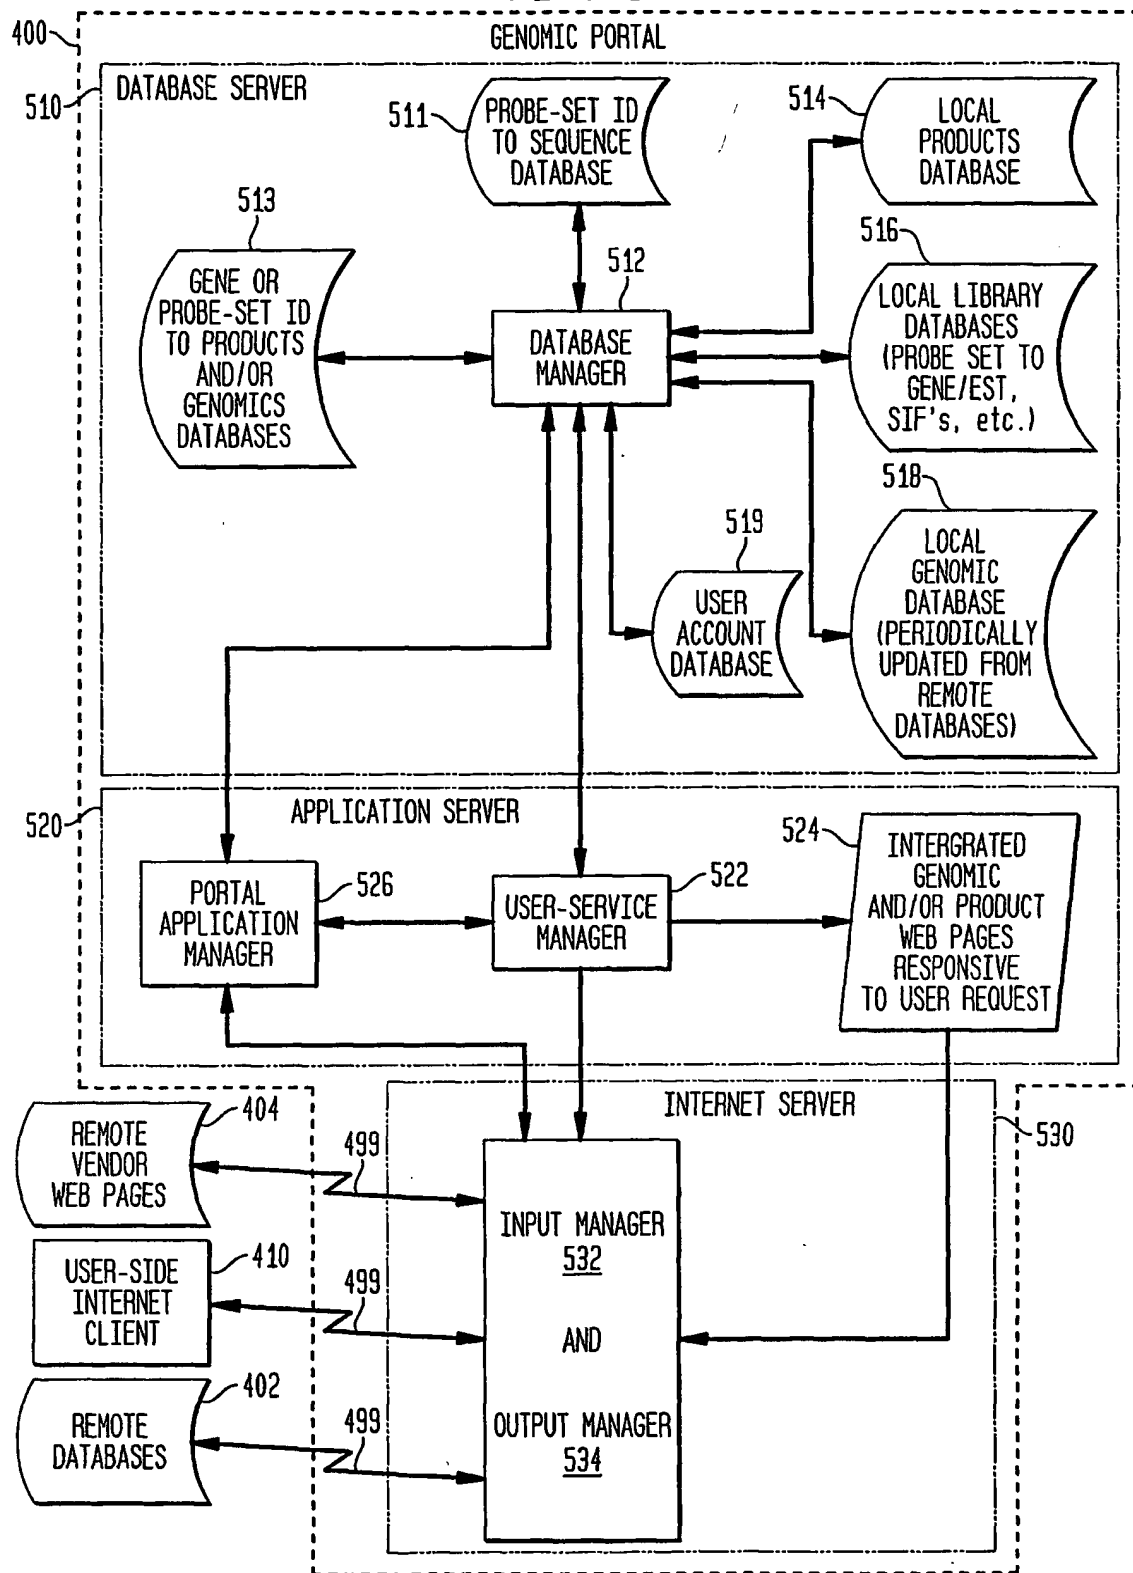 400
GENOMIC PORTAL
510
DATABASE SERVER
511
PROBE-SET ID
TO SEQUENCE
DATABASE
514
LOCAL
PRODUCTS
DATABASE
513
GENE OR
PROBE-SET ID
TO PRODUCTS
AND/OR
GENOMICS
DATABASES
512
DATABASE
MANAGER
516
LOCAL LIBRARY
DATABASES
(PROBE SET TO
GENE/EST,
SIF's, etc.)
518
LOCAL
GENOMIC
DATABASE
(PERIODICALLY
UPDATED FROM
REMOTE
DATABASES)
519
USER
ACCOUNT
DATABASE
520
APPLICATION SERVER
PORTAL
APPLICATION
MANAGER
526
USER-SERVICE
MANAGER
522
524
INTERGRATED
GENOMIC
AND/OR PRODUCT
WEB PAGES
RESPONSIVE
TO USER REQUEST
INTERNET SERVER
530
REMOTE
VENDOR
WEB PAGES
404
499
USER-SIDE
INTERNET
CLIENT
410
499
REMOTE
DATABASES
402
499
INPUT MANAGER
532
AND
OUTPUT MANAGER
534